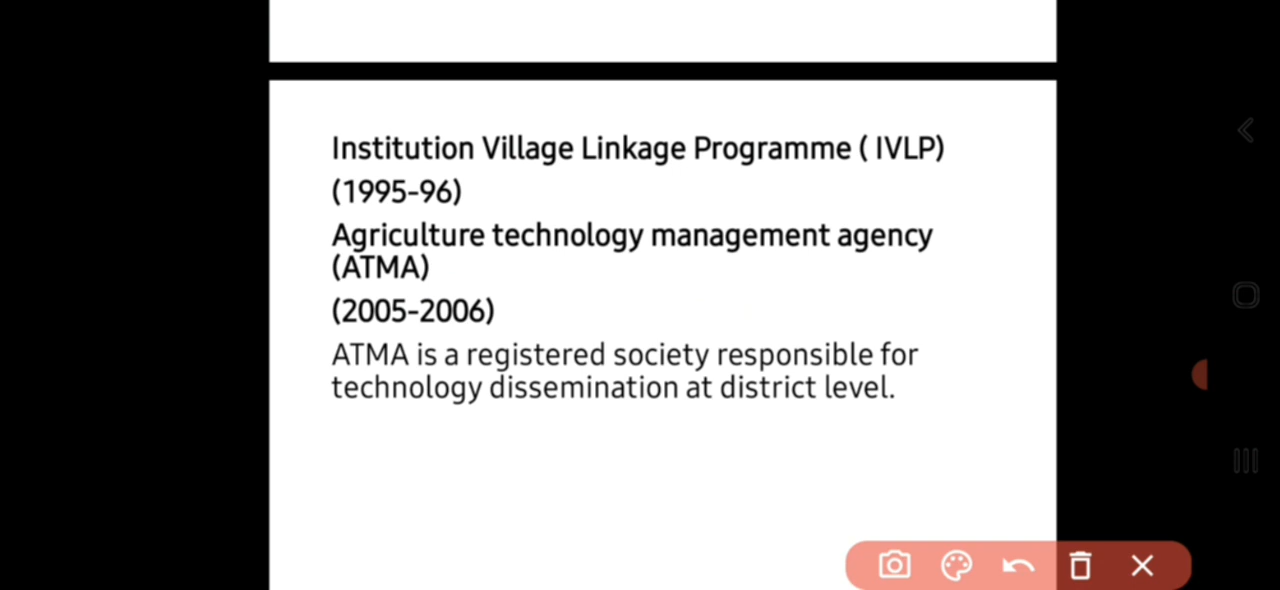 Institution Village Linkage Programme ( IVLP)
(1995-96)
Agriculture technology management agency
(ATMA)
(2005-2006)
ATMA is a registered society responsible for
technology dissemination at district level.